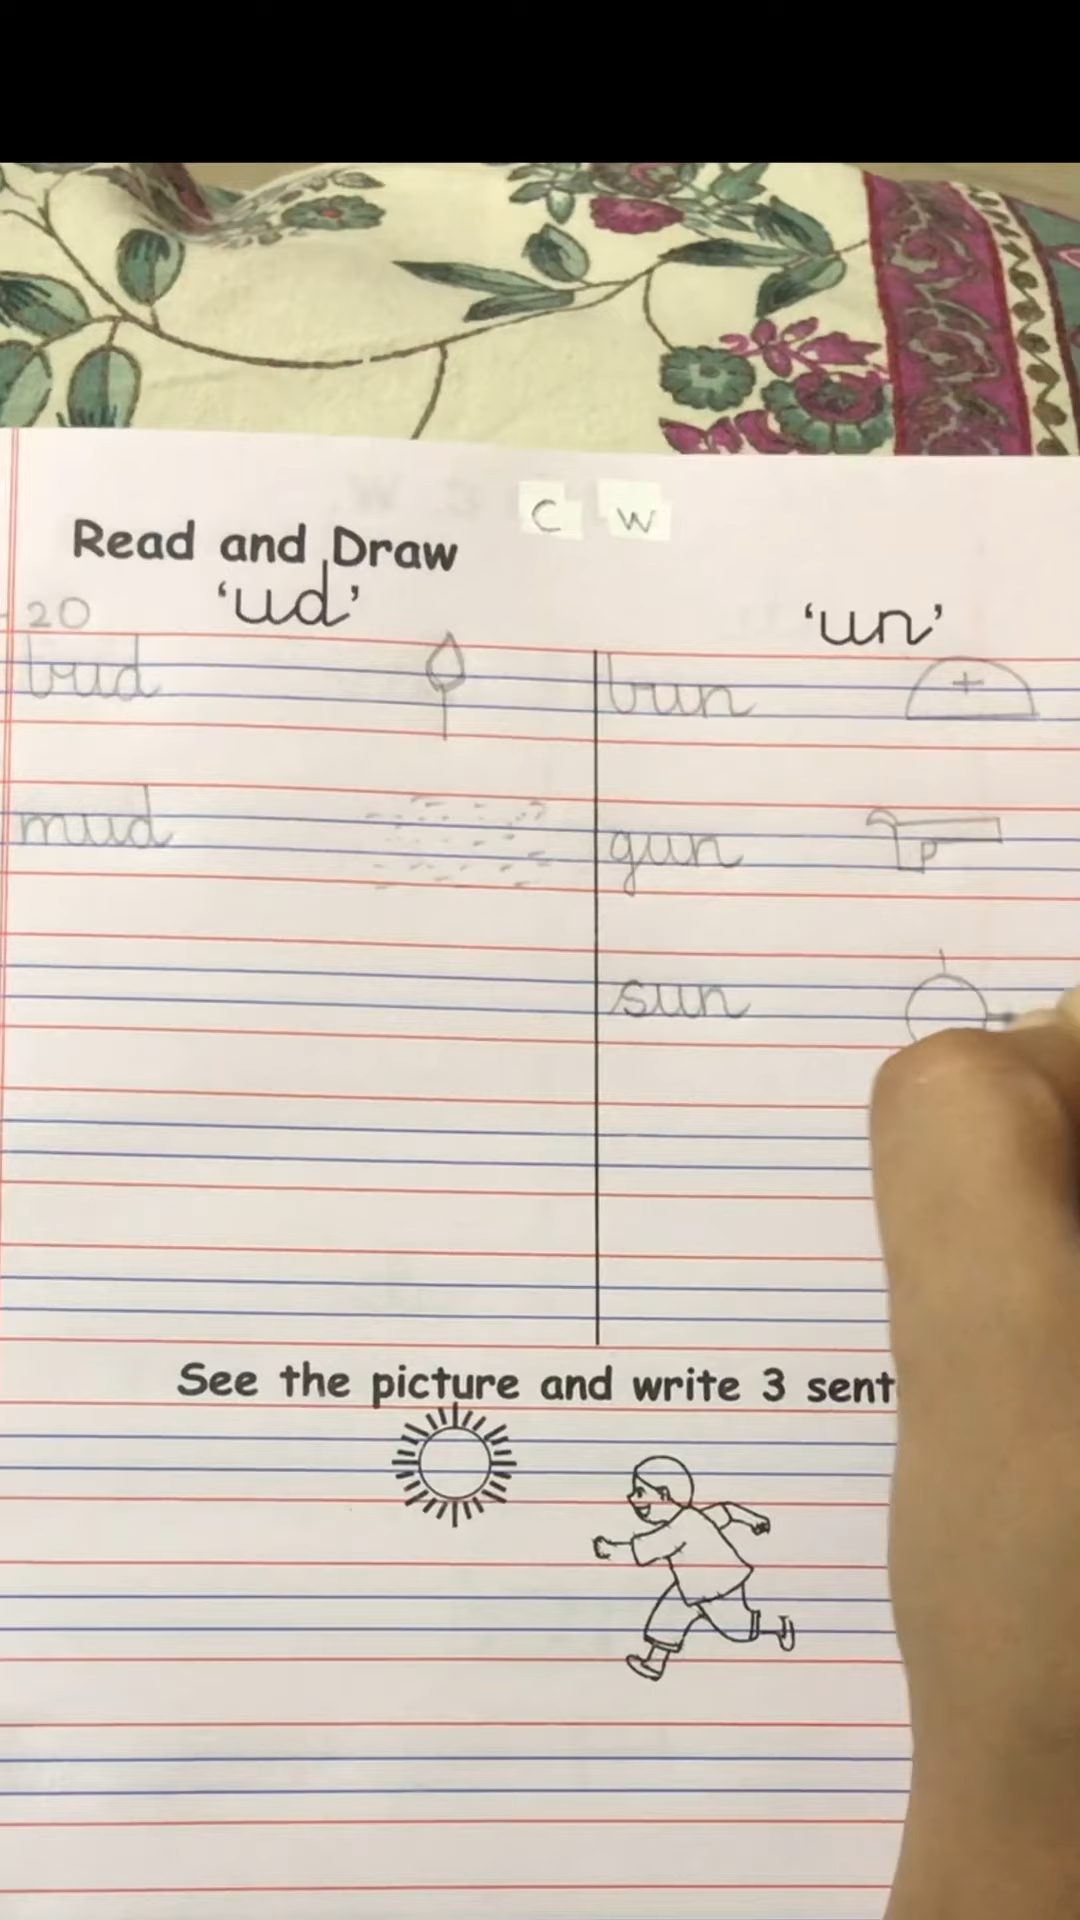 C W
Read and Draw
'ud'
'un'
20
bud
bun
mud
gun
sun
See the picture and write 3 sent